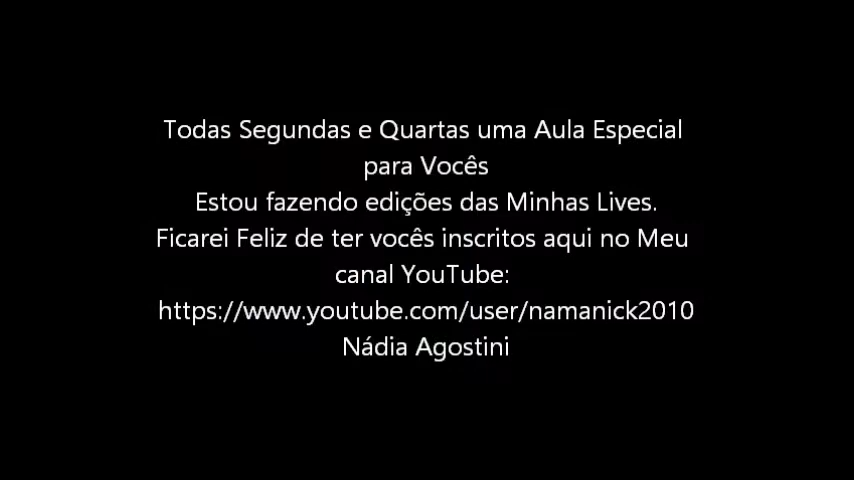 Todas Segundas e Quartas uma Aula Especial
para Vocês
Estou fazendo edições das Minhas Lives.
Ficarei Feliz de ter vocês inscritos aqui no Meu
canal YouTube:
https://www.youtube.com/user/namanick2010
Nádia Agostini